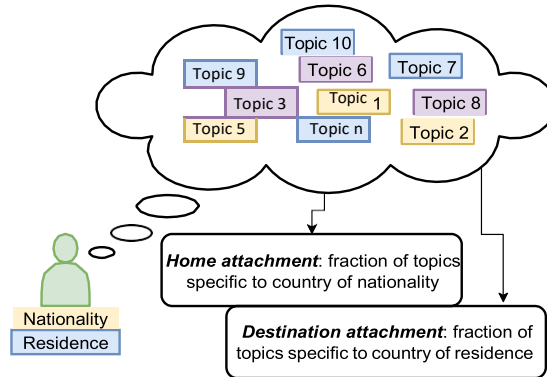 Topic 10
Topic 9
Topic 6
Topic 7
Topic 3
Topic 1
Topic 8
Topic 5
Topic n
Topic 2
Home attachment: fraction of topics
specific to country of nationality
Nationality
Residence
Destination attachment: fraction of
topics specific to country of residence